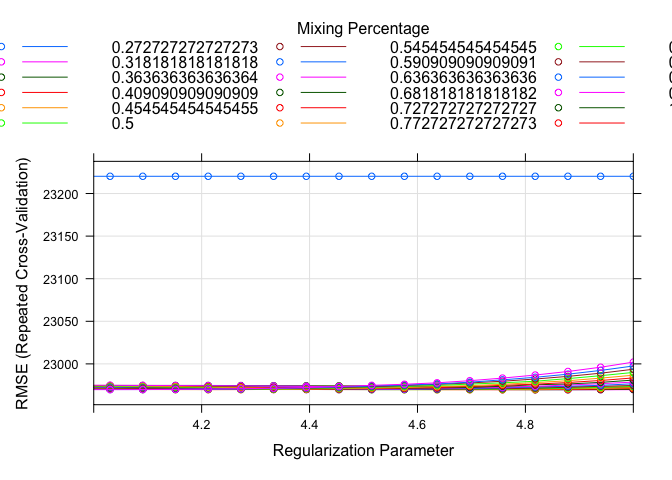 Mixing Percentage
0.272727272727273 0.545454545454545
0.318181818181818 0.590909090909091
0.363636363636364 0.636363636363636
0.409090909090909 0.681818181818182
0.454545454545455 0.727272727272727
0.5 0.772727272727273
RMSE (Repeated Cross-Validation)
23200
23150
23100
23050
23000
4.2 4.4 4.6 4.8
Regularization Parameter